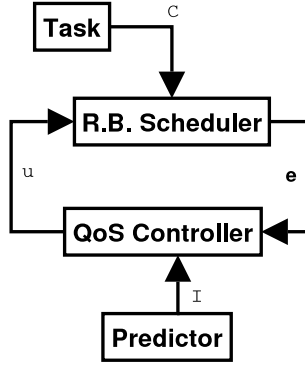 C
Task
R.B. Scheduler
u
e
QoS Controller
I
Predictor